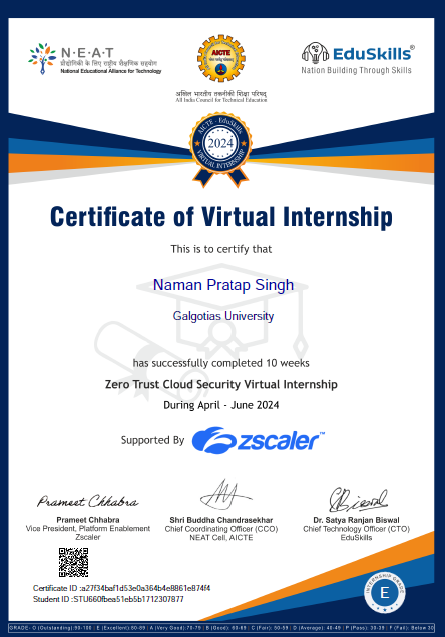 N·E·A·T
प्रौद्योगिकी के लिए राष्ट्रीय शैक्षणिक सहयोग
National Educational Alliance for Technology
AICTE
अखिल भारतीय तकनीकी शिक्षा परिषद्
All India Council for Technical Education
EduSkills®
Nation Building Through Skills
AICTE - EduSkills
2024
VIRTUAL INTERNSHIP
Certificate of Virtual Internship
This is to certify that
Naman Pratap Singh
Galgotias University
has successfully completed 10 weeks
Zero Trust Cloud Security Virtual Internship
During April - June 2024
Supported By zscaler™
Prameet Chhabra
Prameet Chhabra
Vice President, Platform Enablement
Zscaler
Shri Buddha Chandrasekhar
Chief Coordinating Officer (CCO)
NEAT Cell, AICTE
Dr. Satya Ranjan Biswal
Chief Technology Officer (CTO)
EduSkills
Certificate ID :a27f34baf1d53e0a364b4e8861e874f4
Student ID :STU660fbea51eb5b1712307877
INTERNSHIP GRADE
E
GRADE- O (Outstanding):90-100 | E (Excellent):80-89 | A (Very Good):70-79 | B (Good): 60-69 | C (Fair): 50-59 | D (Average): 40-49 | P (Pass): 30-39 | F (Fail): Below 30